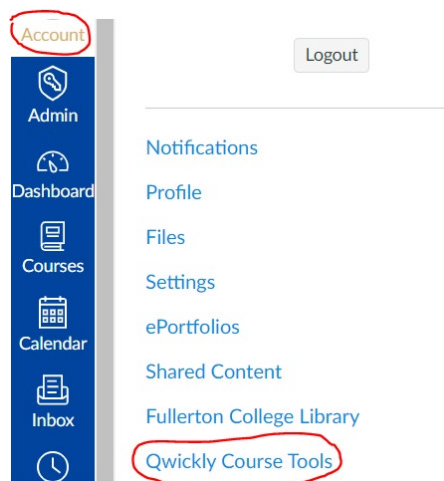 Account
Admin
Dashboard
Courses
Calendar
Inbox
Logout
Notifications
Profile
Files
Settings
ePortfolios
Shared Content
Fullerton College Library
Qwickly Course Tools